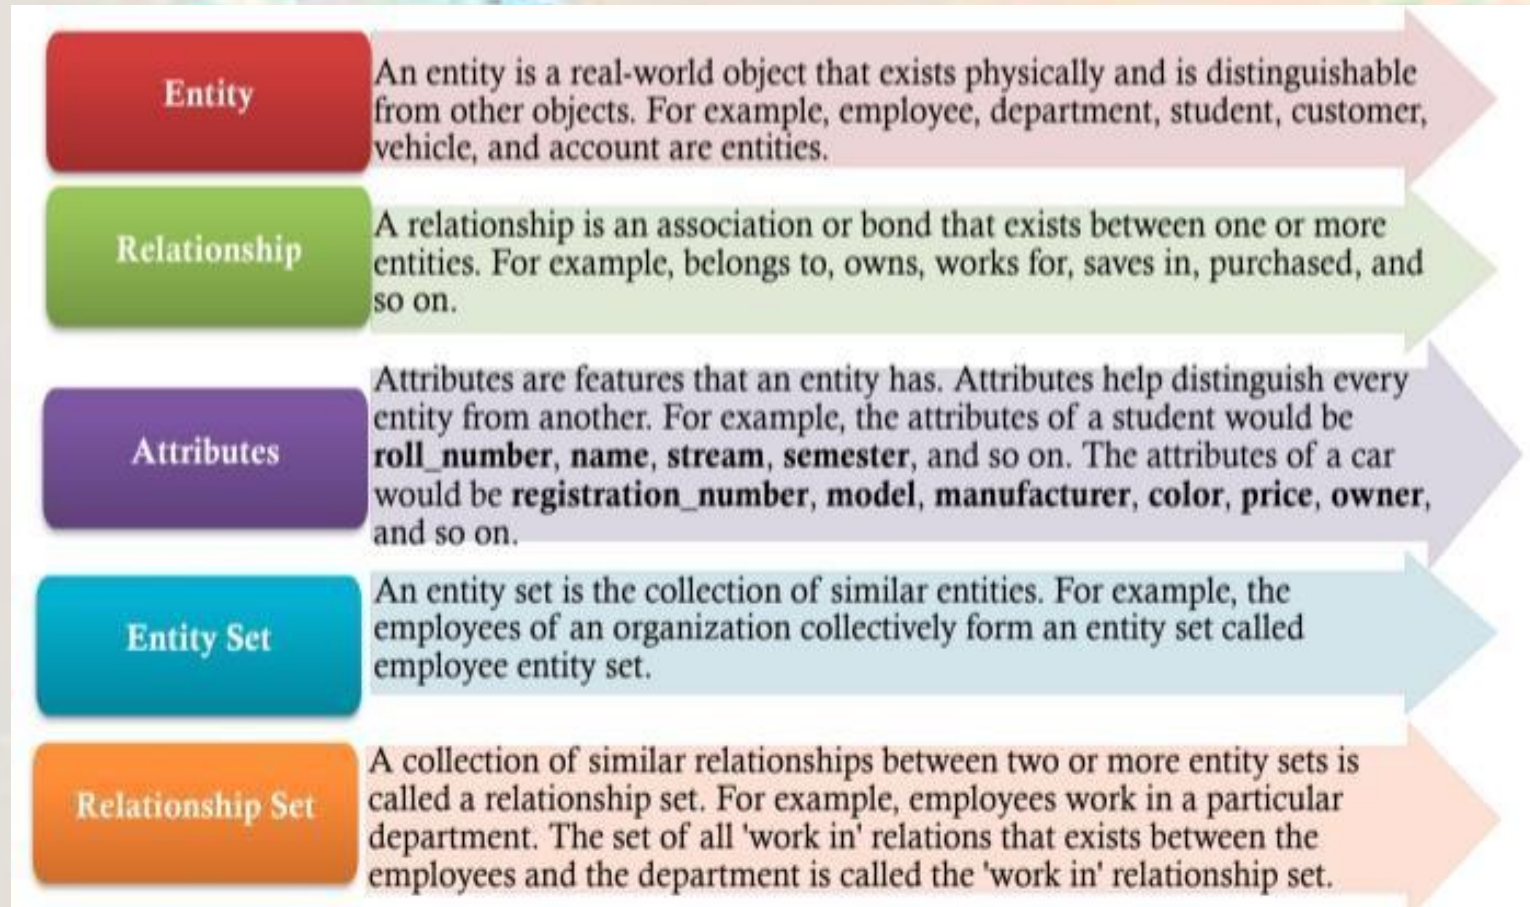 Entity
An entity is a real-world object that exists physically and is distinguishable
from other objects. For example, employee, department, student, customer,
vehicle, and account are entities.
Relationship
A relationship is an association or bond that exists between one or more
entities. For example, belongs to, owns, works for, saves in, purchased, and
so on.
Attributes
Attributes are features that an entity has. Attributes help distinguish every
entity from another. For example, the attributes of a student would be
roll_number, name, stream, semester, and so on. The attributes of a car
would be registration_number, model, manufacturer, color, price, owner,
and so on.
Entity Set
An entity set is the collection of similar entities. For example, the
employees of an organization collectively form an entity set called
employee entity set.
Relationship Set
A collection of similar relationships between two or more entity sets is
called a relationship set. For example, employees work in a particular
department. The set of all 'work in' relations that exists between the
employees and the department is called the 'work in' relationship set.